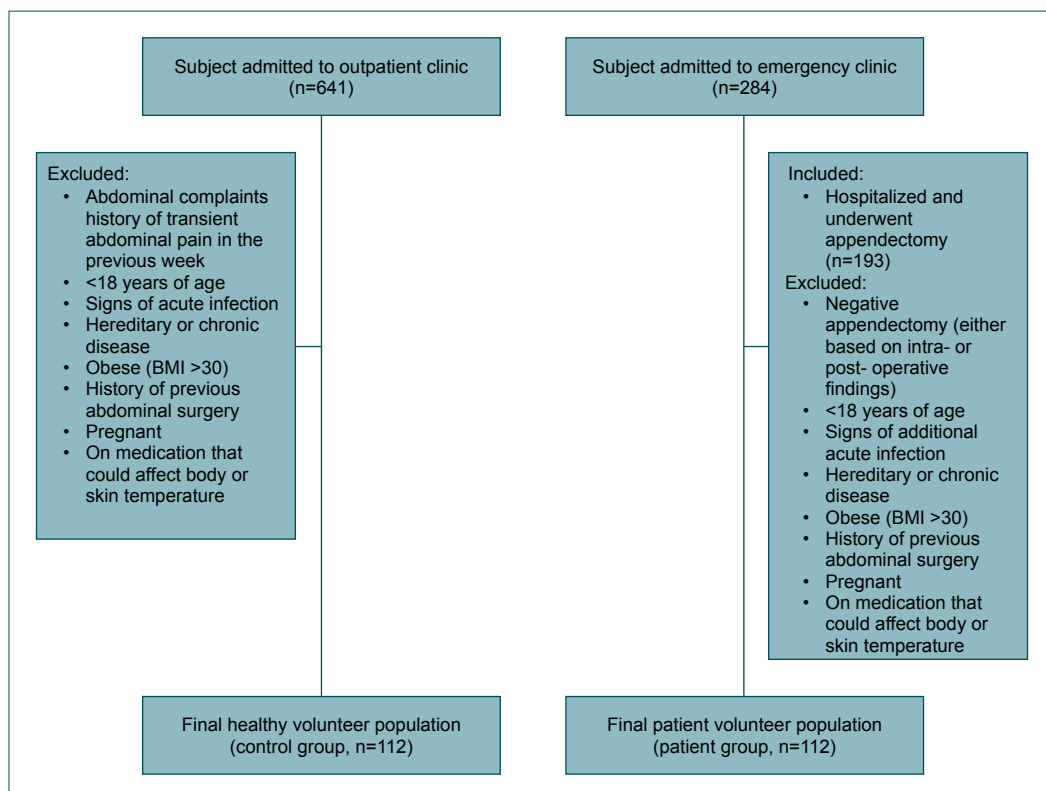 Subject admitted to outpatient clinic
(n=641)
Subject admitted to emergency clinic
(n=284)
Excluded:
• Abdominal complaints
history of transient
abdominal pain in the
previous week
• <18 years of age
• Signs of acute infection
• Hereditary or chronic
disease
• Obese (BMI >30)
• History of previous
abdominal surgery
• Pregnant
• On medication that
could affect body or
skin temperature
Included:
• Hospitalized and
underwent
appendectomy
(n=193)
Excluded:
• Negative
appendectomy (either
based on intra- or
post- operative
findings)
• <18 years of age
• Signs of additional
acute infection
• Hereditary or chronic
disease
• Obese (BMI >30)
• History of previous
abdominal surgery
• Pregnant
• On medication that
could affect body or
skin temperature
Final healthy volunteer population
(control group, n=112)
Final patient volunteer population
(patient group, n=112)